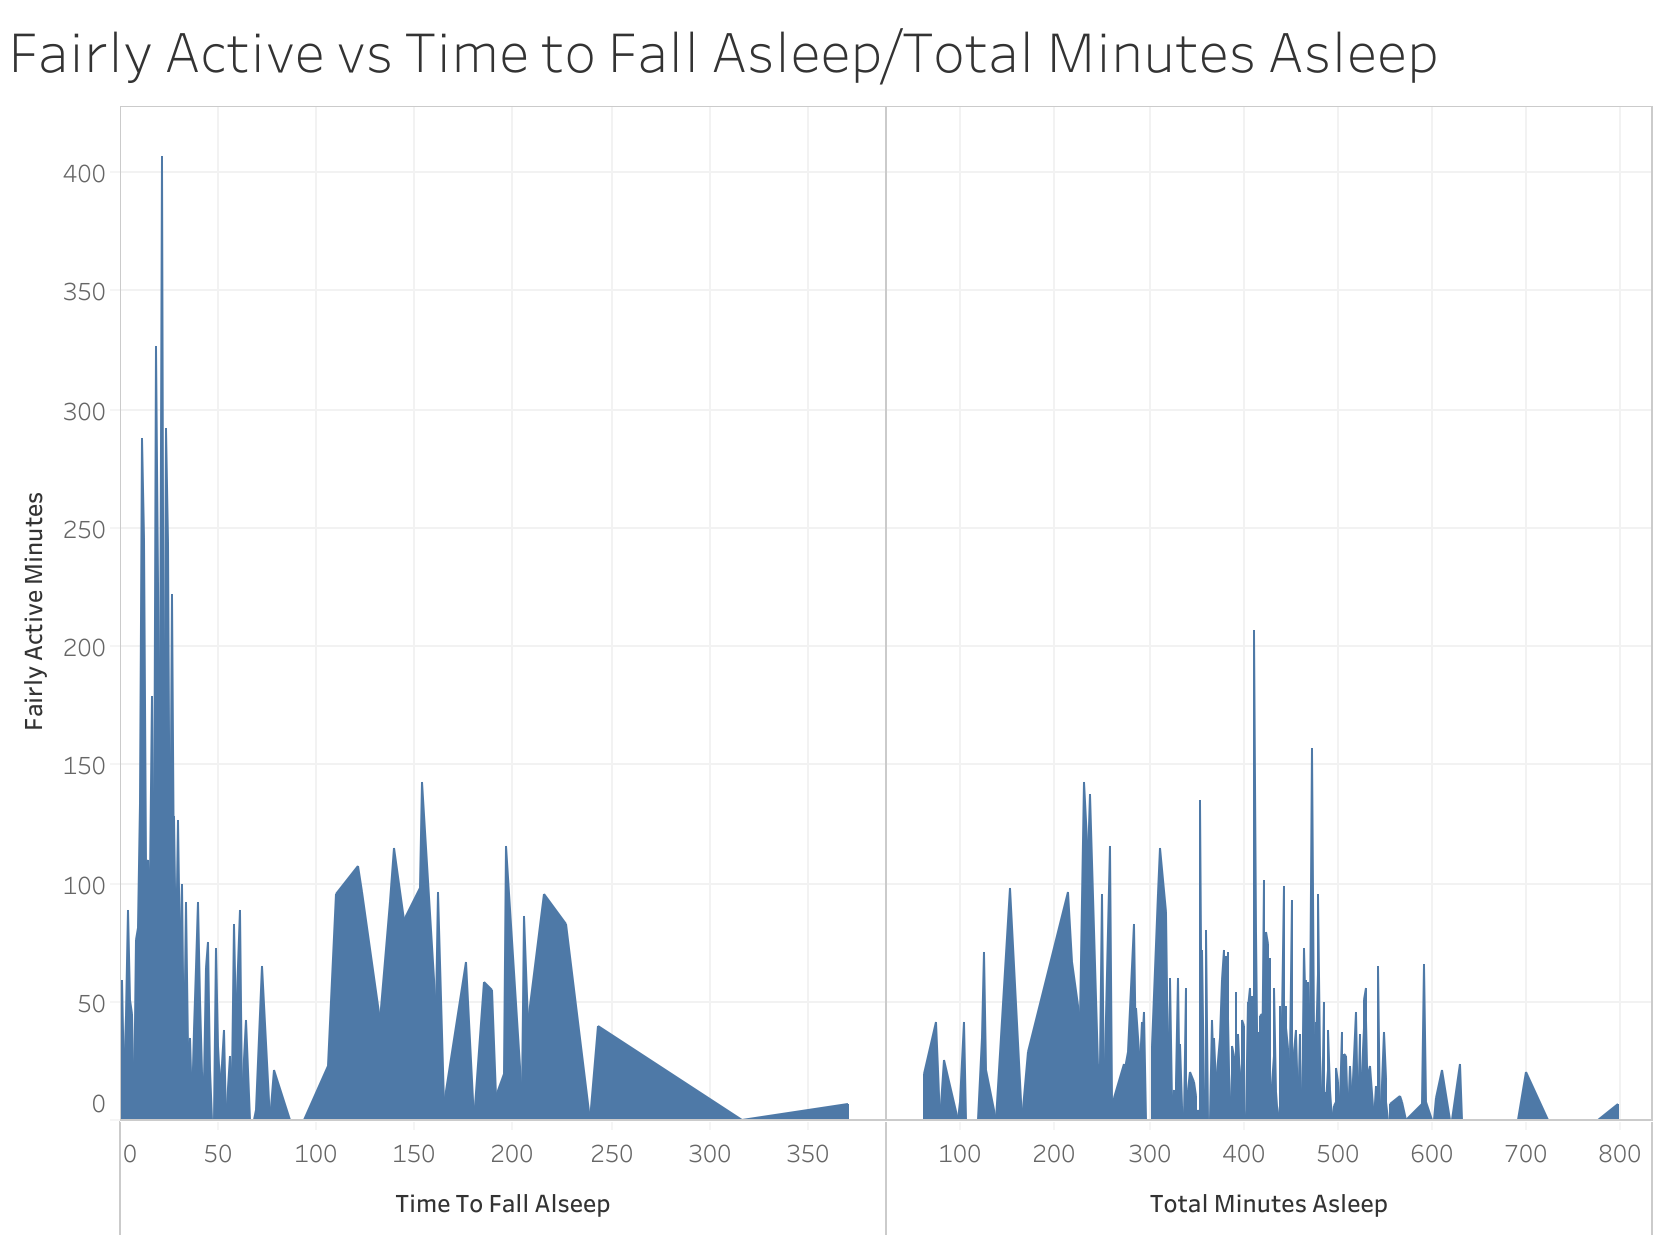 Fairly Active vs Time to Fall Asleep/Total Minutes Asleep
400
350
300
250
200
150
100
50
0
Fairly Active Minutes
0 50 100 150 200 250 300 350 100 200 300 400 500 600 700 800
Time To Fall Alseep Total Minutes Asleep